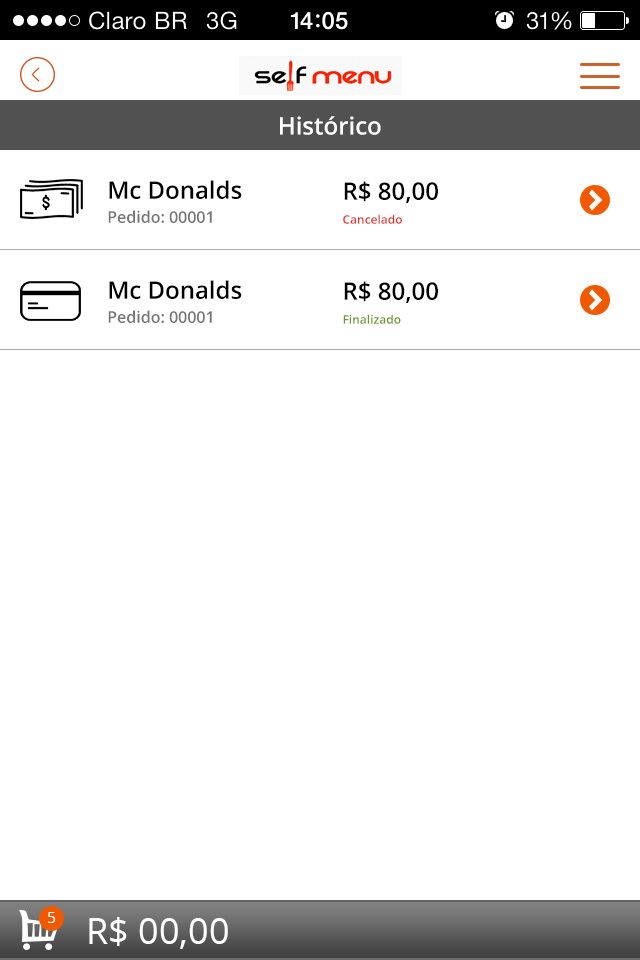 Claro BR 3G 14:05 31%
self menu
Histórico
Mc Donalds R$ 80,00
Pedido: 00001 Cancelado
$
Mc Donalds R$ 80,00
Pedido: 00001 Finalizado
5 R$ 00,00